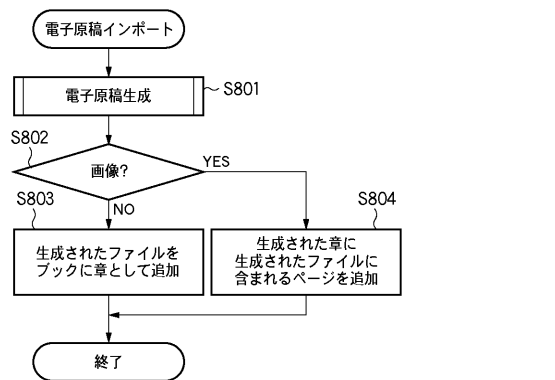 電子原稿インポート
電子原稿生成
S801
S802
画像?
YES
NO
S803
生成されたファイルを
ブックに章として追加
S804
生成された章に
生成されたファイルに
含まれるページを追加
終了